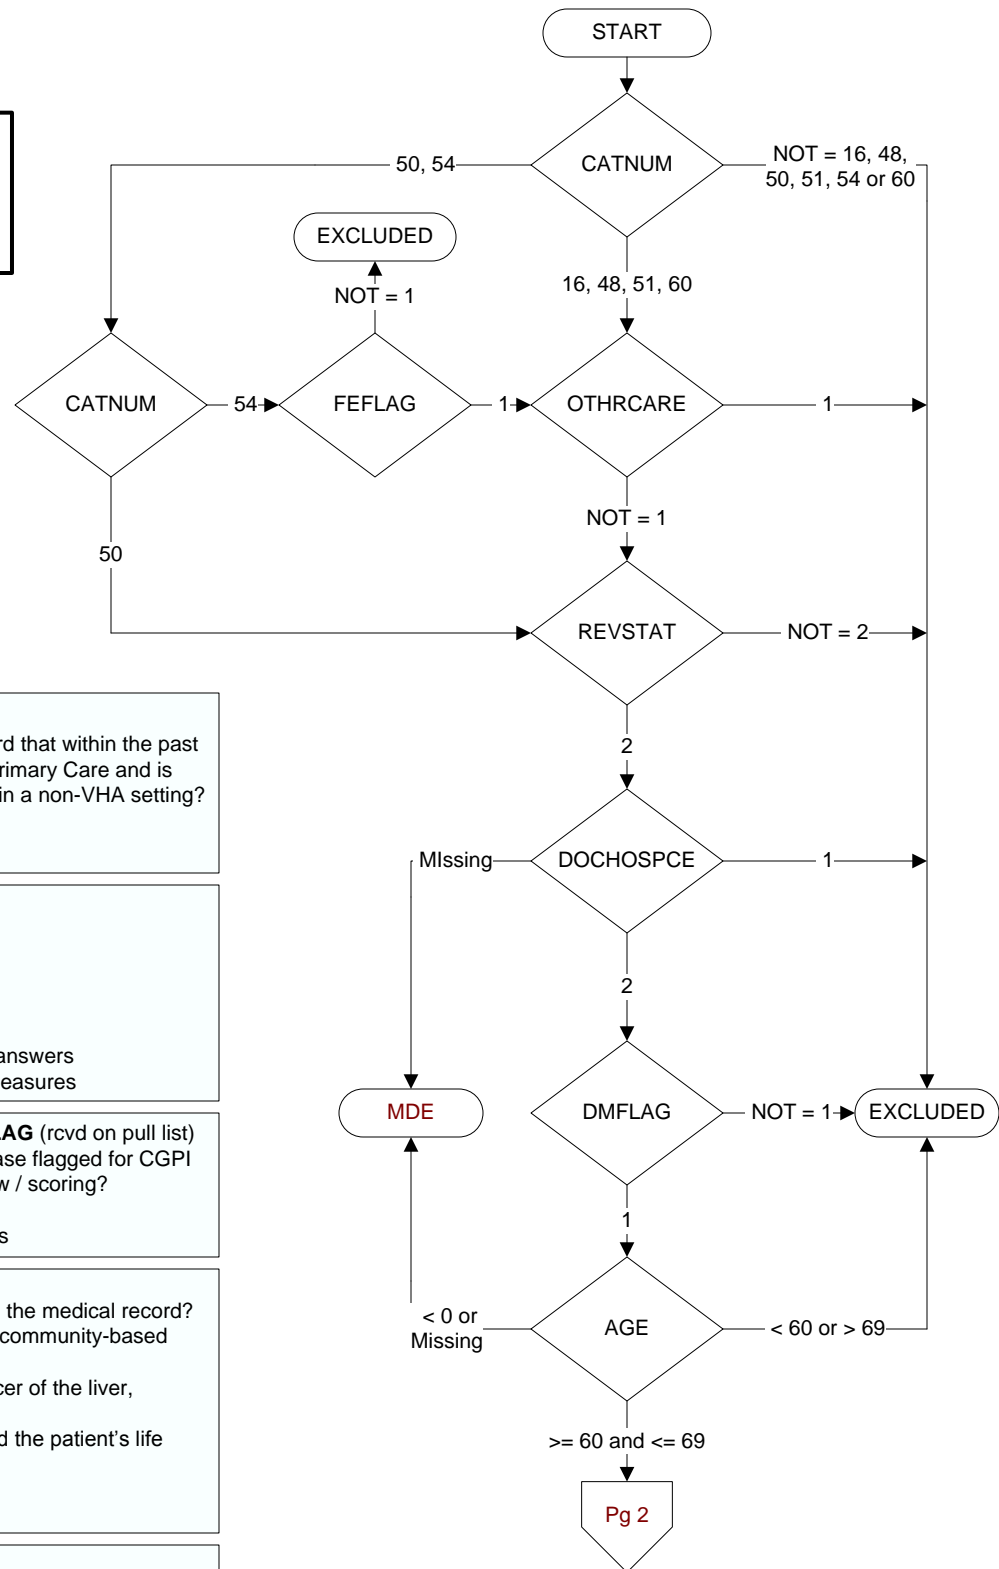 START
CATNUM
50, 54
NOT = 16, 48,
50, 51, 54 or 60
EXCLUDED
NOT = 1
16, 48, 51, 60
CATNUM
54
FEFLAG
1
OTHRCARE
1
NOT = 1
50
REVSTAT
NOT = 2
2
rd that within the past
rimary Care and is
in a non-VHA setting?
MIssing
DOCHOSPCE
1
2
answers
easures
MDE
DMFLAG
NOT = 1
EXCLUDED
LAG (rcvd on pull list)
ase flagged for CGPI
w / scoring?
s
1
the medical record?
community-based
cer of the liver,
d the patient's life
< 0 or
Missing
AGE
< 60 or > 69
>= 60 and <= 69
Pg 2